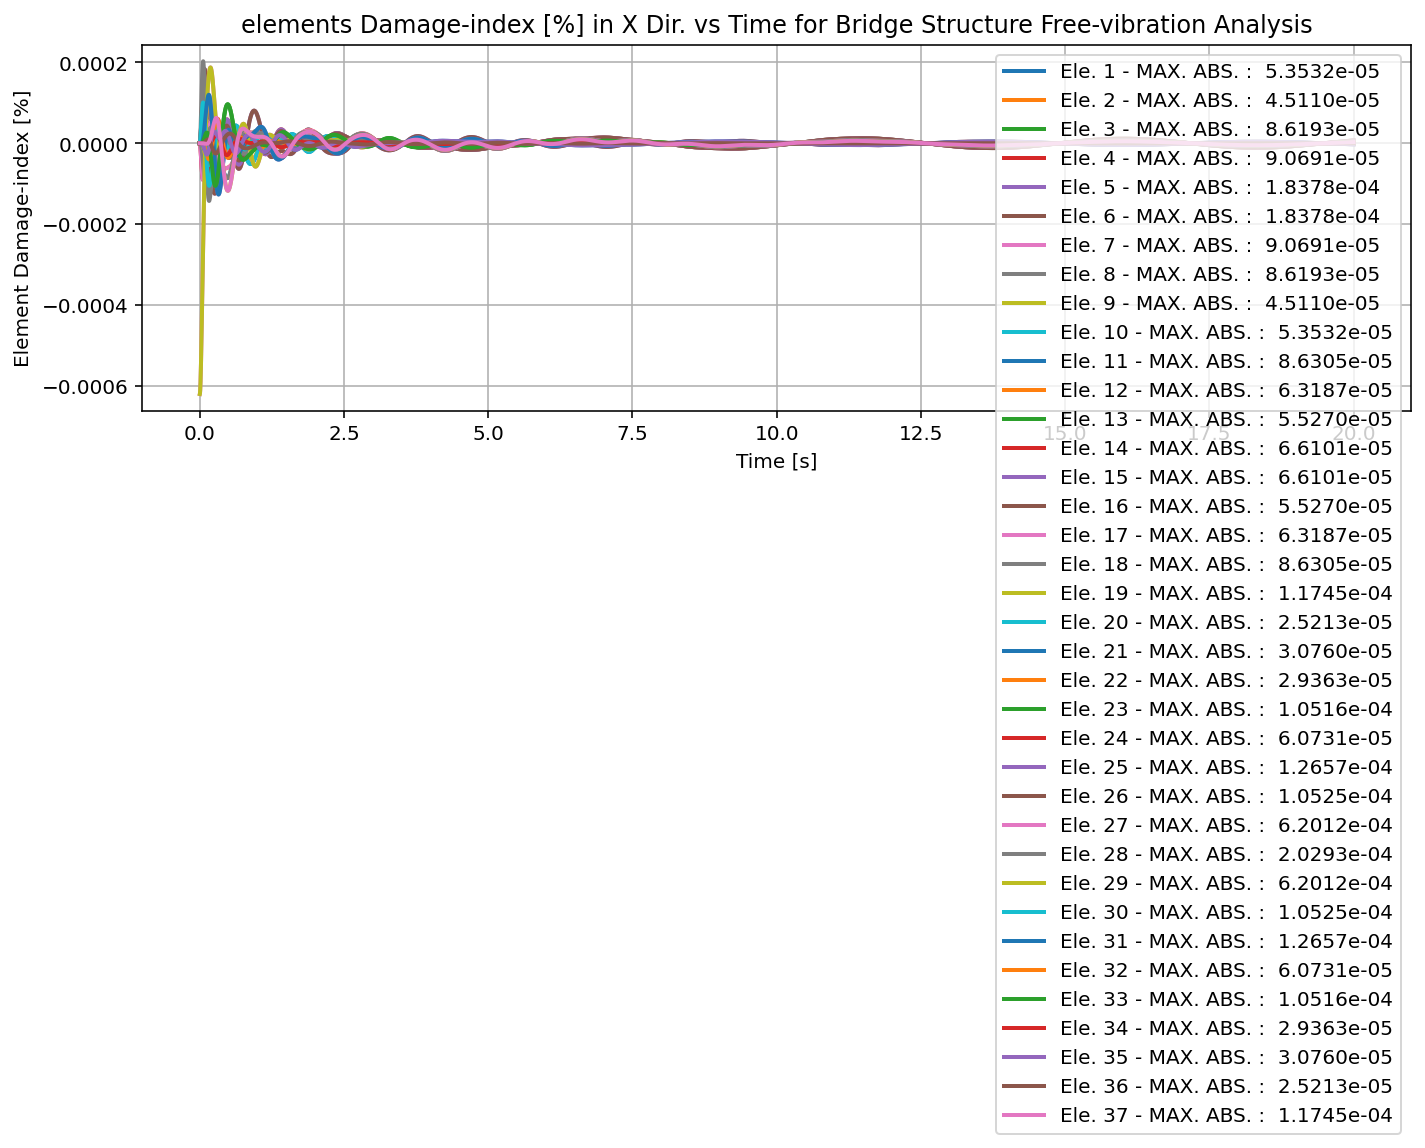 elements Damage-index [%] in X Dir. vs Time for Bridge Structure Free-vibration Analysis
Element Damage-index [%]
0.0002
0.0000
−0.0002
−0.0004
−0.0006
0.0 2.5 5.0 7.5 10.0 12.5 15.0 17.5 20.0
Time [s]
Ele. 1 - MAX. ABS. : 5.3532e-05
Ele. 2 - MAX. ABS. : 4.5110e-05
Ele. 3 - MAX. ABS. : 8.6193e-05
Ele. 4 - MAX. ABS. : 9.0691e-05
Ele. 5 - MAX. ABS. : 1.8378e-04
Ele. 6 - MAX. ABS. : 1.8378e-04
Ele. 7 - MAX. ABS. : 9.0691e-05
Ele. 8 - MAX. ABS. : 8.6193e-05
Ele. 9 - MAX. ABS. : 4.5110e-05
Ele. 10 - MAX. ABS. : 5.3532e-05
Ele. 11 - MAX. ABS. : 8.6305e-05
Ele. 12 - MAX. ABS. : 6.3187e-05
Ele. 13 - MAX. ABS. : 5.5270e-05
Ele. 14 - MAX. ABS. : 6.6101e-05
Ele. 15 - MAX. ABS. : 6.6101e-05
Ele. 16 - MAX. ABS. : 5.5270e-05
Ele. 17 - MAX. ABS. : 6.3187e-05
Ele. 18 - MAX. ABS. : 8.6305e-05
Ele. 19 - MAX. ABS. : 1.1745e-04
Ele. 20 - MAX. ABS. : 2.5213e-05
Ele. 21 - MAX. ABS. : 3.0760e-05
Ele. 22 - MAX. ABS. : 2.9363e-05
Ele. 23 - MAX. ABS. : 1.0516e-04
Ele. 24 - MAX. ABS. : 6.0731e-05
Ele. 25 - MAX. ABS. : 1.2657e-04
Ele. 26 - MAX. ABS. : 1.0525e-04
Ele. 27 - MAX. ABS. : 6.2012e-04
Ele. 28 - MAX. ABS. : 2.0293e-04
Ele. 29 - MAX. ABS. : 6.2012e-04
Ele. 30 - MAX. ABS. : 1.0525e-04
Ele. 31 - MAX. ABS. : 1.2657e-04
Ele. 32 - MAX. ABS. : 6.0731e-05
Ele. 33 - MAX. ABS. : 1.0516e-04
Ele. 34 - MAX. ABS. : 2.9363e-05
Ele. 35 - MAX. ABS. : 3.0760e-05
Ele. 36 - MAX. ABS. : 2.5213e-05
Ele. 37 - MAX. ABS. : 1.1745e-04